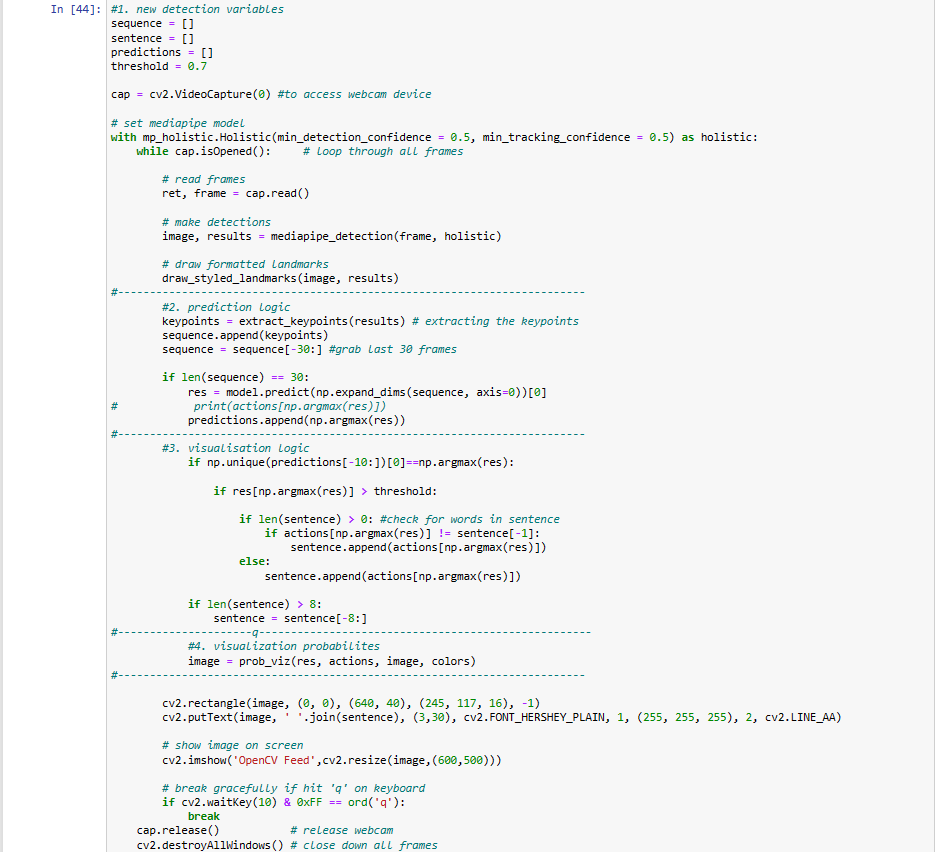 In [44]: #1. new detection variables
sequence = []
sentence = []
predictions = []
threshold = 0.7
cap = cv2.VideoCapture(0) #to access webcam device
# set mediapipe model
with mp_holistic.Holistic(min_detection_confidence = 0.5, min_tracking_confidence = 0.5) as holistic:
    while cap.isOpened():     # loop through all frames
        # read frames
        ret, frame = cap.read()
        # make detections
        image, results = mediapipe_detection(frame, holistic)
        # draw formatted landmarks
        draw_styled_landmarks(image, results)
#-------------------------------------------------------------------------
        #2. prediction logic
        keypoints = extract_keypoints(results) # extracting the keypoints
        sequence.append(keypoints)
        sequence = sequence[-30:] #grab last 30 frames
        if len(sequence) == 30:
            res = model.predict(np.expand_dims(sequence, axis=0))[0]
#            print(actions[np.argmax(res)])
            predictions.append(np.argmax(res))
#-------------------------------------------------------------------------
        #3. visualisation logic
            if np.unique(predictions[-10:])[0]==np.argmax(res):
                if res[np.argmax(res)] > threshold:
                    if len(sentence) > 0: #check for words in sentence
                        if actions[np.argmax(res)] != sentence[-1]:
                            sentence.append(actions[np.argmax(res)])
                    else:
                        sentence.append(actions[np.argmax(res)])
            if len(sentence) > 8:
                sentence = sentence[-8:]
#---------------------q----------------------------------------------------
            #4. visualization probabilites
            image = prob_viz(res, actions, image, colors)
#-------------------------------------------------------------------------
        cv2.rectangle(image, (0, 0), (640, 40), (245, 117, 16), -1)
        cv2.putText(image, ' '.join(sentence), (3,30), cv2.FONT_HERSHEY_PLAIN, 1, (255, 255, 255), 2, cv2.LINE_AA)
        # show image on screen
        cv2.imshow('OpenCV Feed',cv2.resize(image,(600,500)))
        # break gracefully if hit 'q' on keyboard
        if cv2.waitKey(10) & 0xFF == ord('q'):
            break
    cap.release()           # release webcam
    cv2.destroyAllWindows() # close down all frames